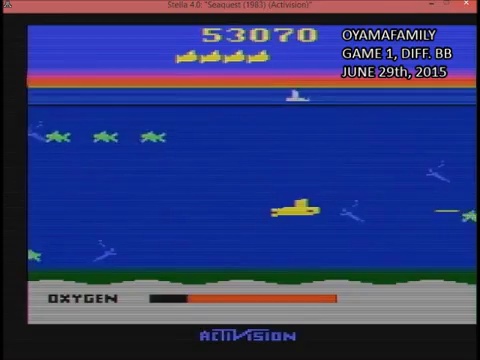 Stella 4.0: "Seaquest (1983) (Activision)"
53070
OYAMAFAMILY
GAME 1, DIFF. BB
JUNE 29th, 2015
OXYGEN
ACTIVISION